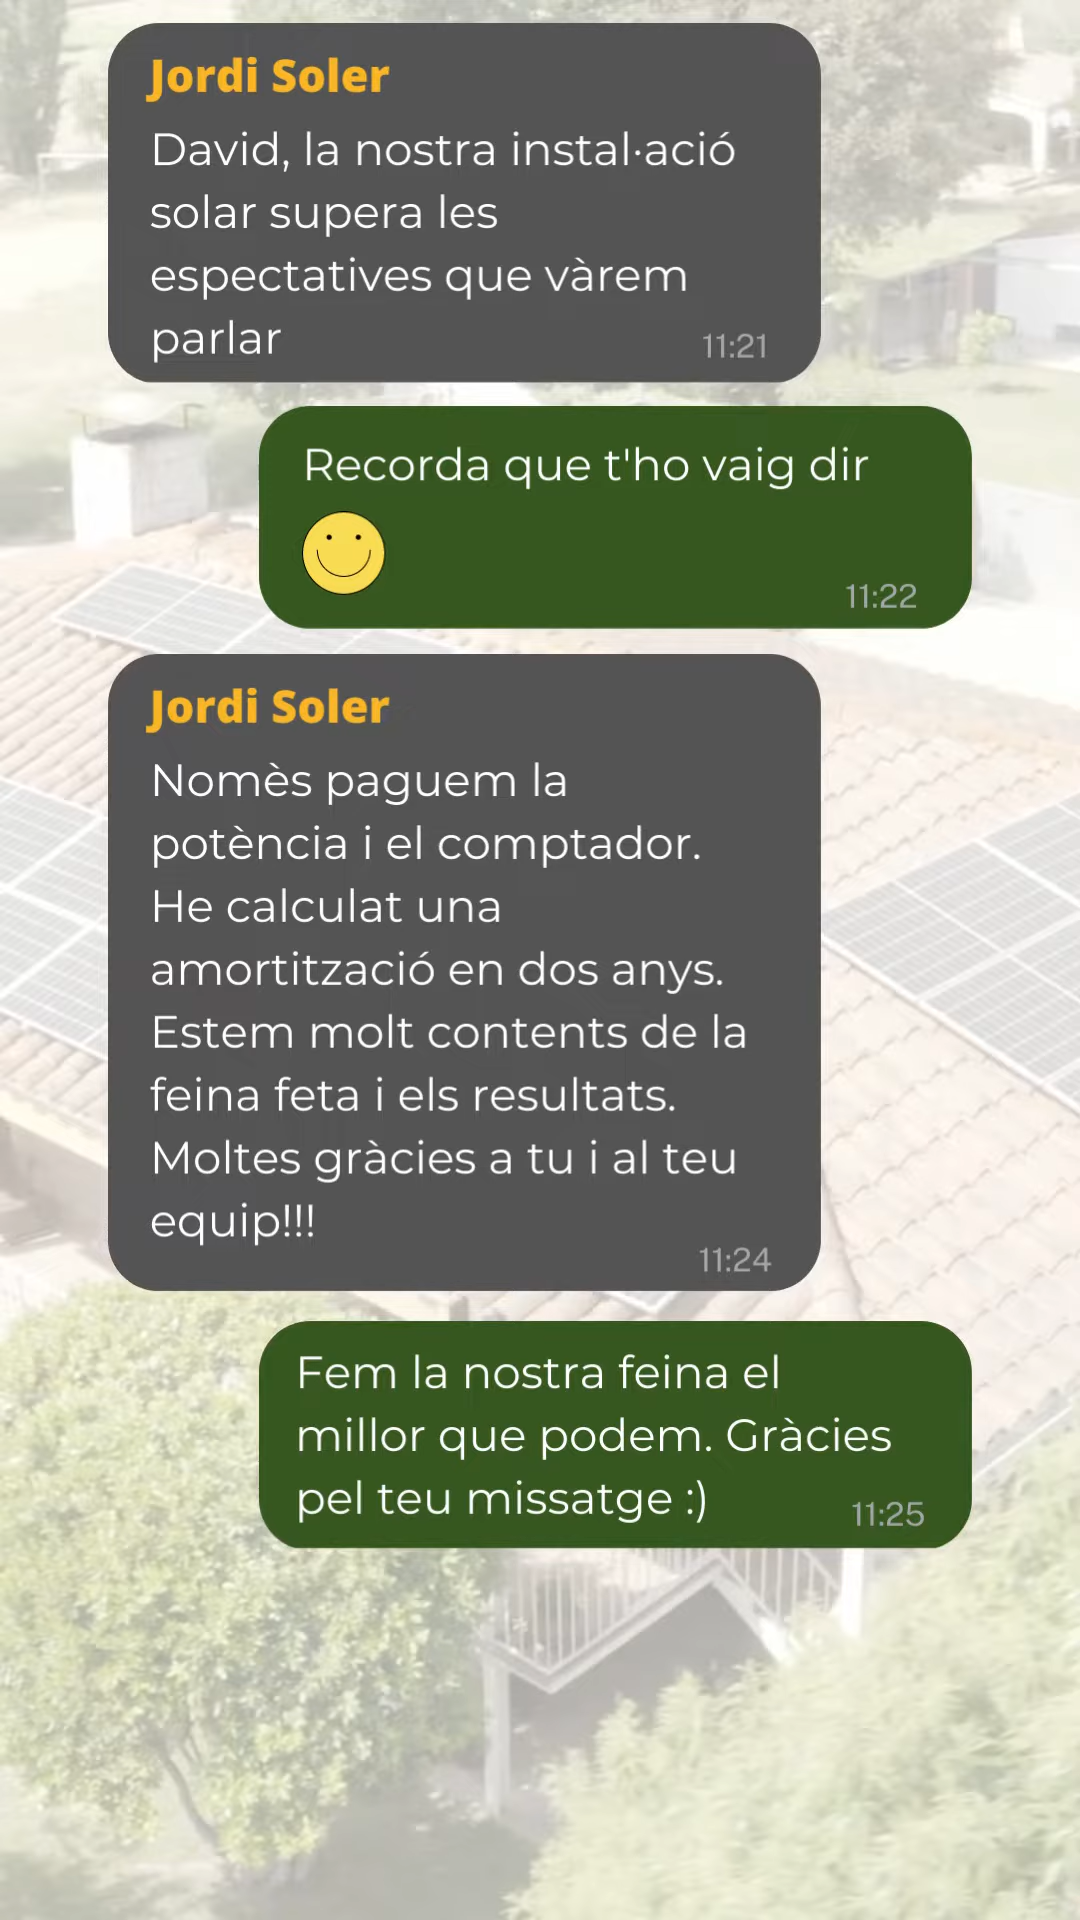 Jordi Soler
David, la nostra instal·ació
solar supera les
espectatives que vàrem
parlar
11:21
Recorda que t'ho vaig dir
11:22
Jordi Soler
Nomès paguem la
potència i el comptador.
He calculat una
amortització en dos anys.
Estem molt contents de la
feina feta i els resultats.
Moltes gràcies a tu i al teu
equip!!!
11:24
Fem la nostra feina el
millor que podem. Gràcies
pel teu missatge :)
11:25